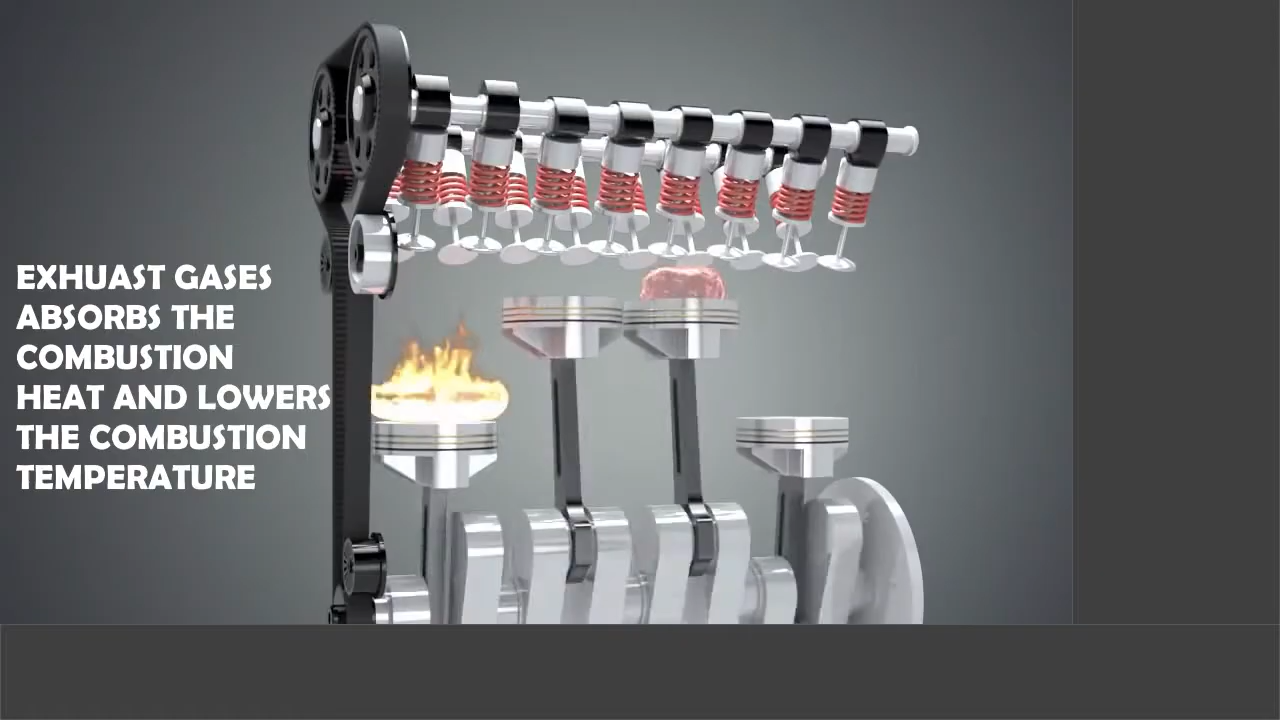 EXHUAST GASES
ABSORBS THE
COMBUSTION
HEAT AND LOWERS
THE COMBUSTION
TEMPERATURE